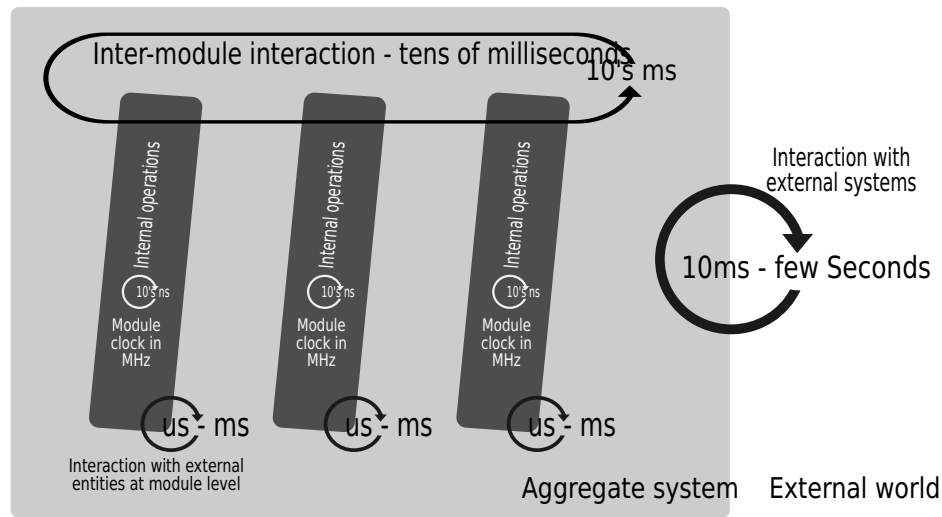 Inter-module interaction - tens of milliseconds
10's ms
Internal operations
Internal operations
Internal operations
10's ns
10's ns
10's ns
Module
clock in
MHz
Module
clock in
MHz
Module
clock in
MHz
us - ms
us - ms
us - ms
Interaction with external
entities at module level
Interaction with
external systems
10ms - few Seconds
Aggregate system
External world